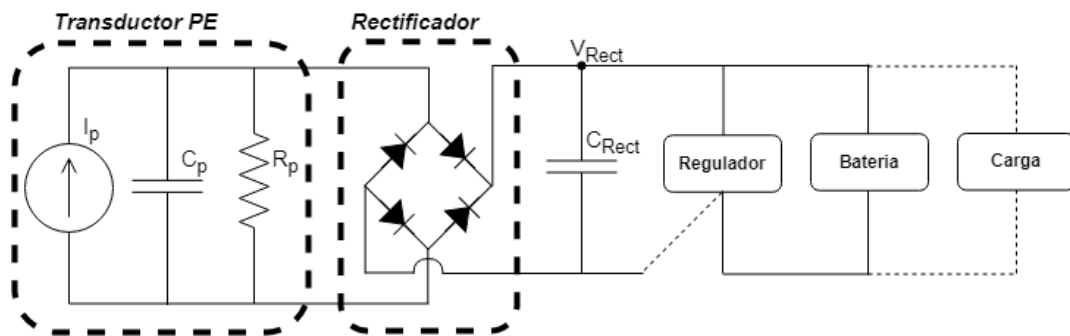 Transductor PE
Rectificador
V_Rect
I_p
C_p
R_p
C_Rect
Regulador
Bateria
Carga